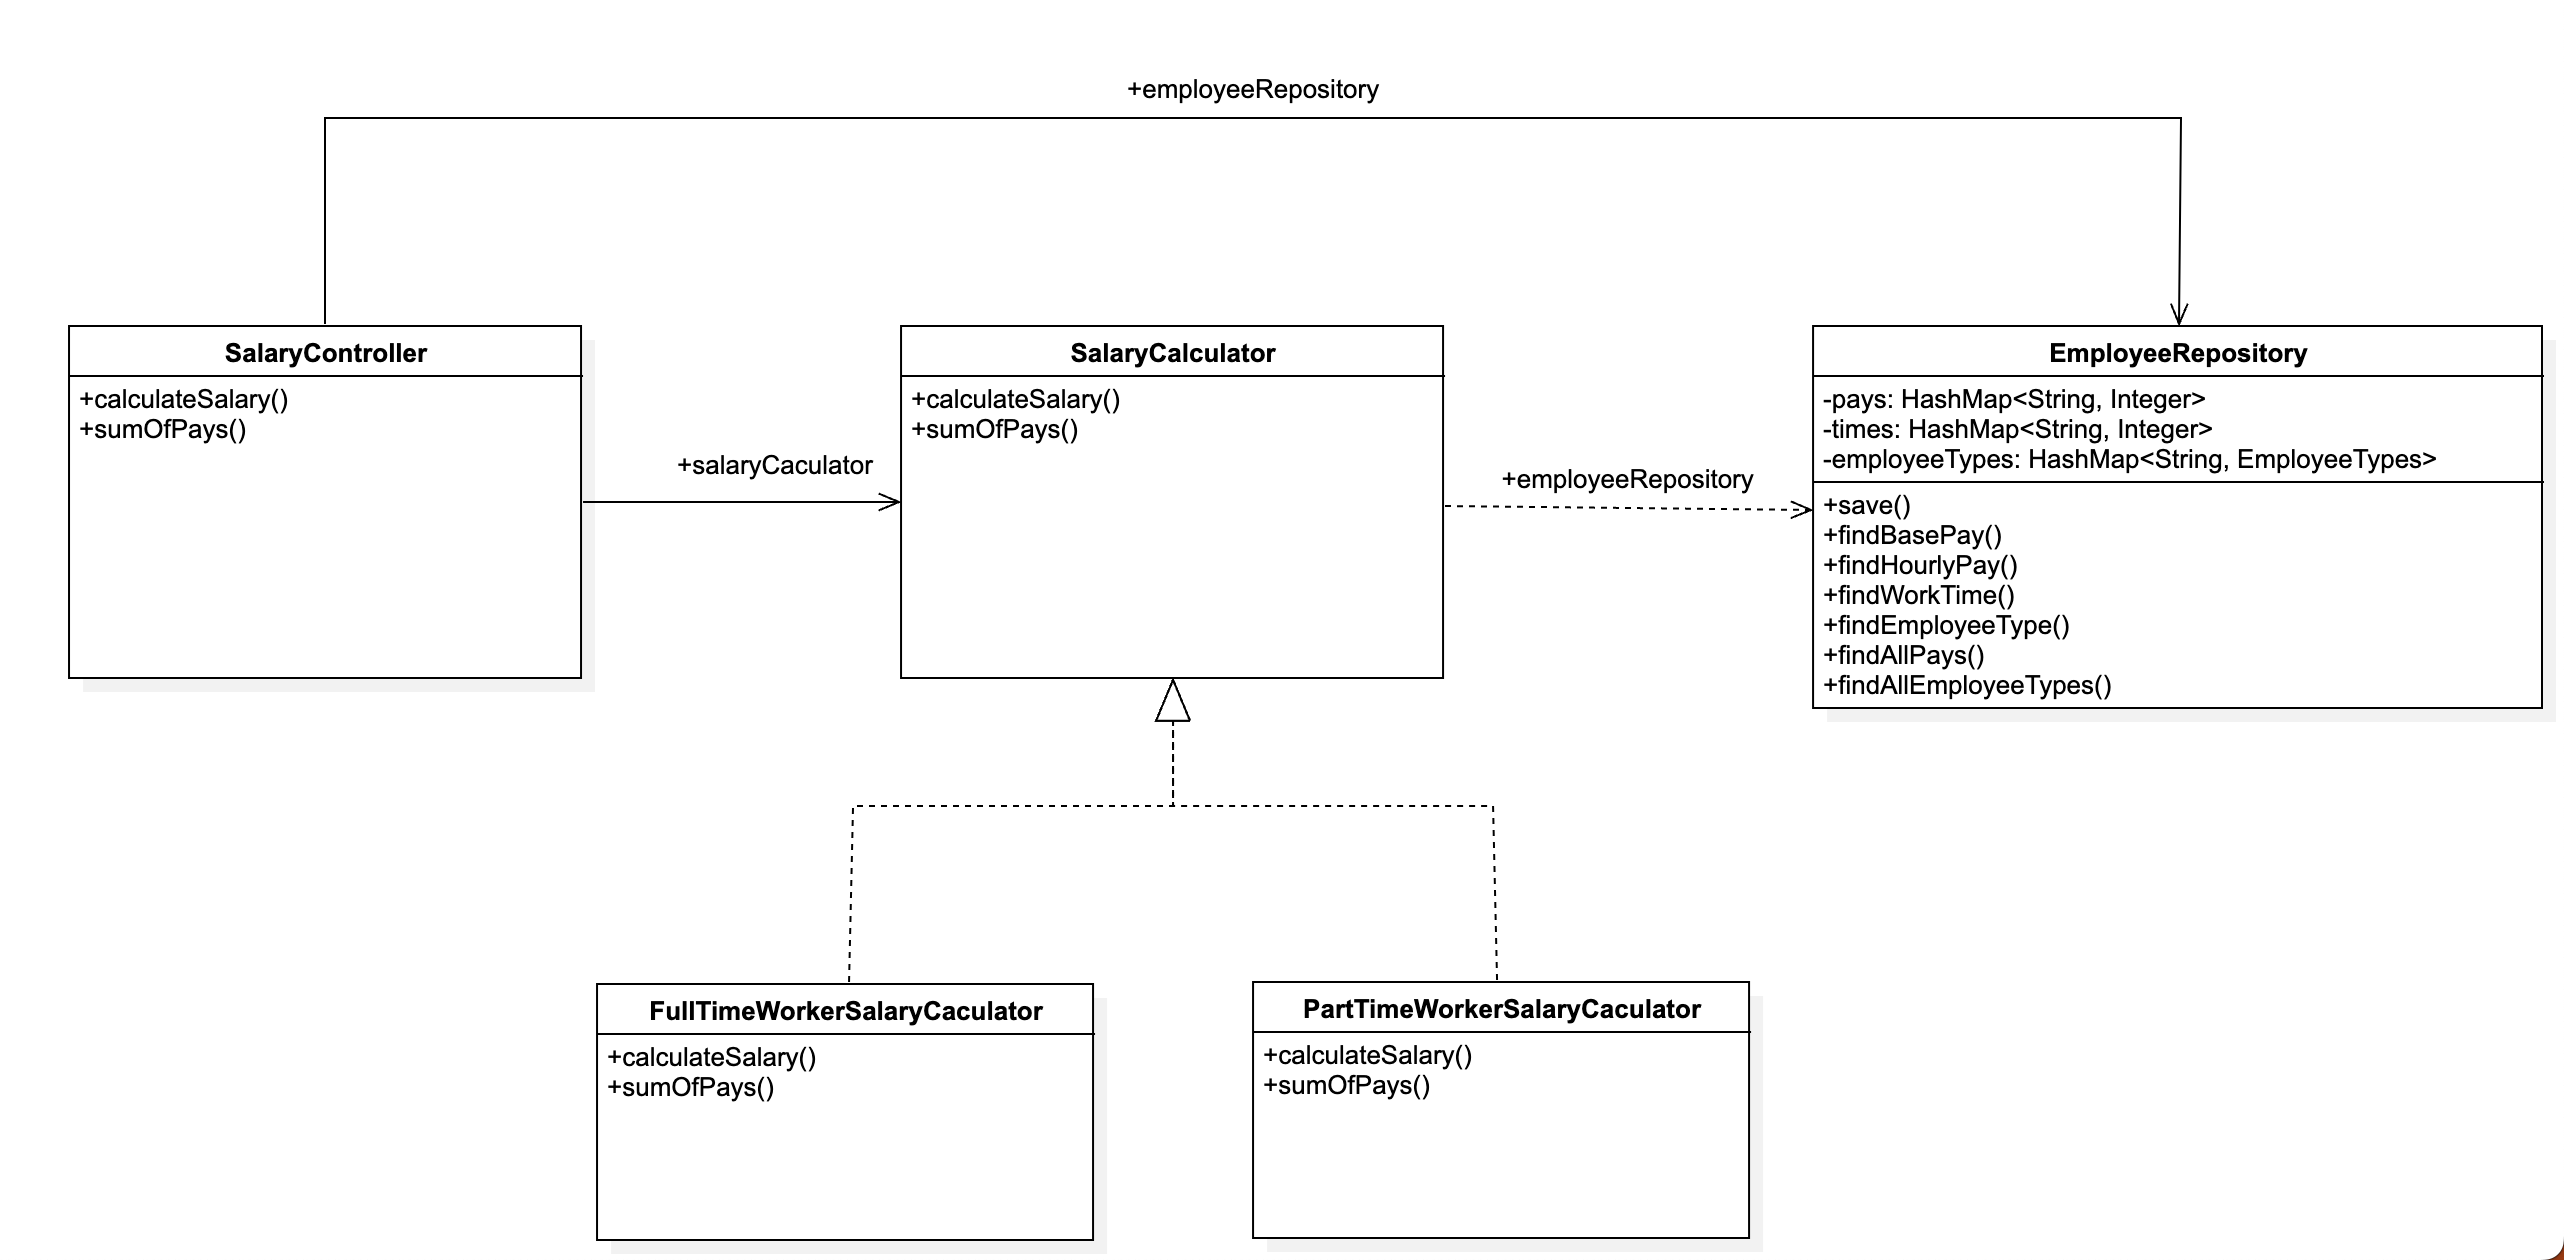 +employeeRepository
SalaryController
+calculateSalary()
+sumOfPays()
+salaryCaculator
SalaryCalculator
+calculateSalary()
+sumOfPays()
+employeeRepository
EmployeeRepository
-pays: HashMap<String, Integer>
-times: HashMap<String, Integer>
-employeeTypes: HashMap<String, EmployeeTypes>
+save()
+findBasePay()
+findHourlyPay()
+findWorkTime()
+findEmployeeType()
+findAllPays()
+findAllEmployeeTypes()
FullTimeWorkerSalaryCaculator
+calculateSalary()
+sumOfPays()
PartTimeWorkerSalaryCaculator
+calculateSalary()
+sumOfPays()